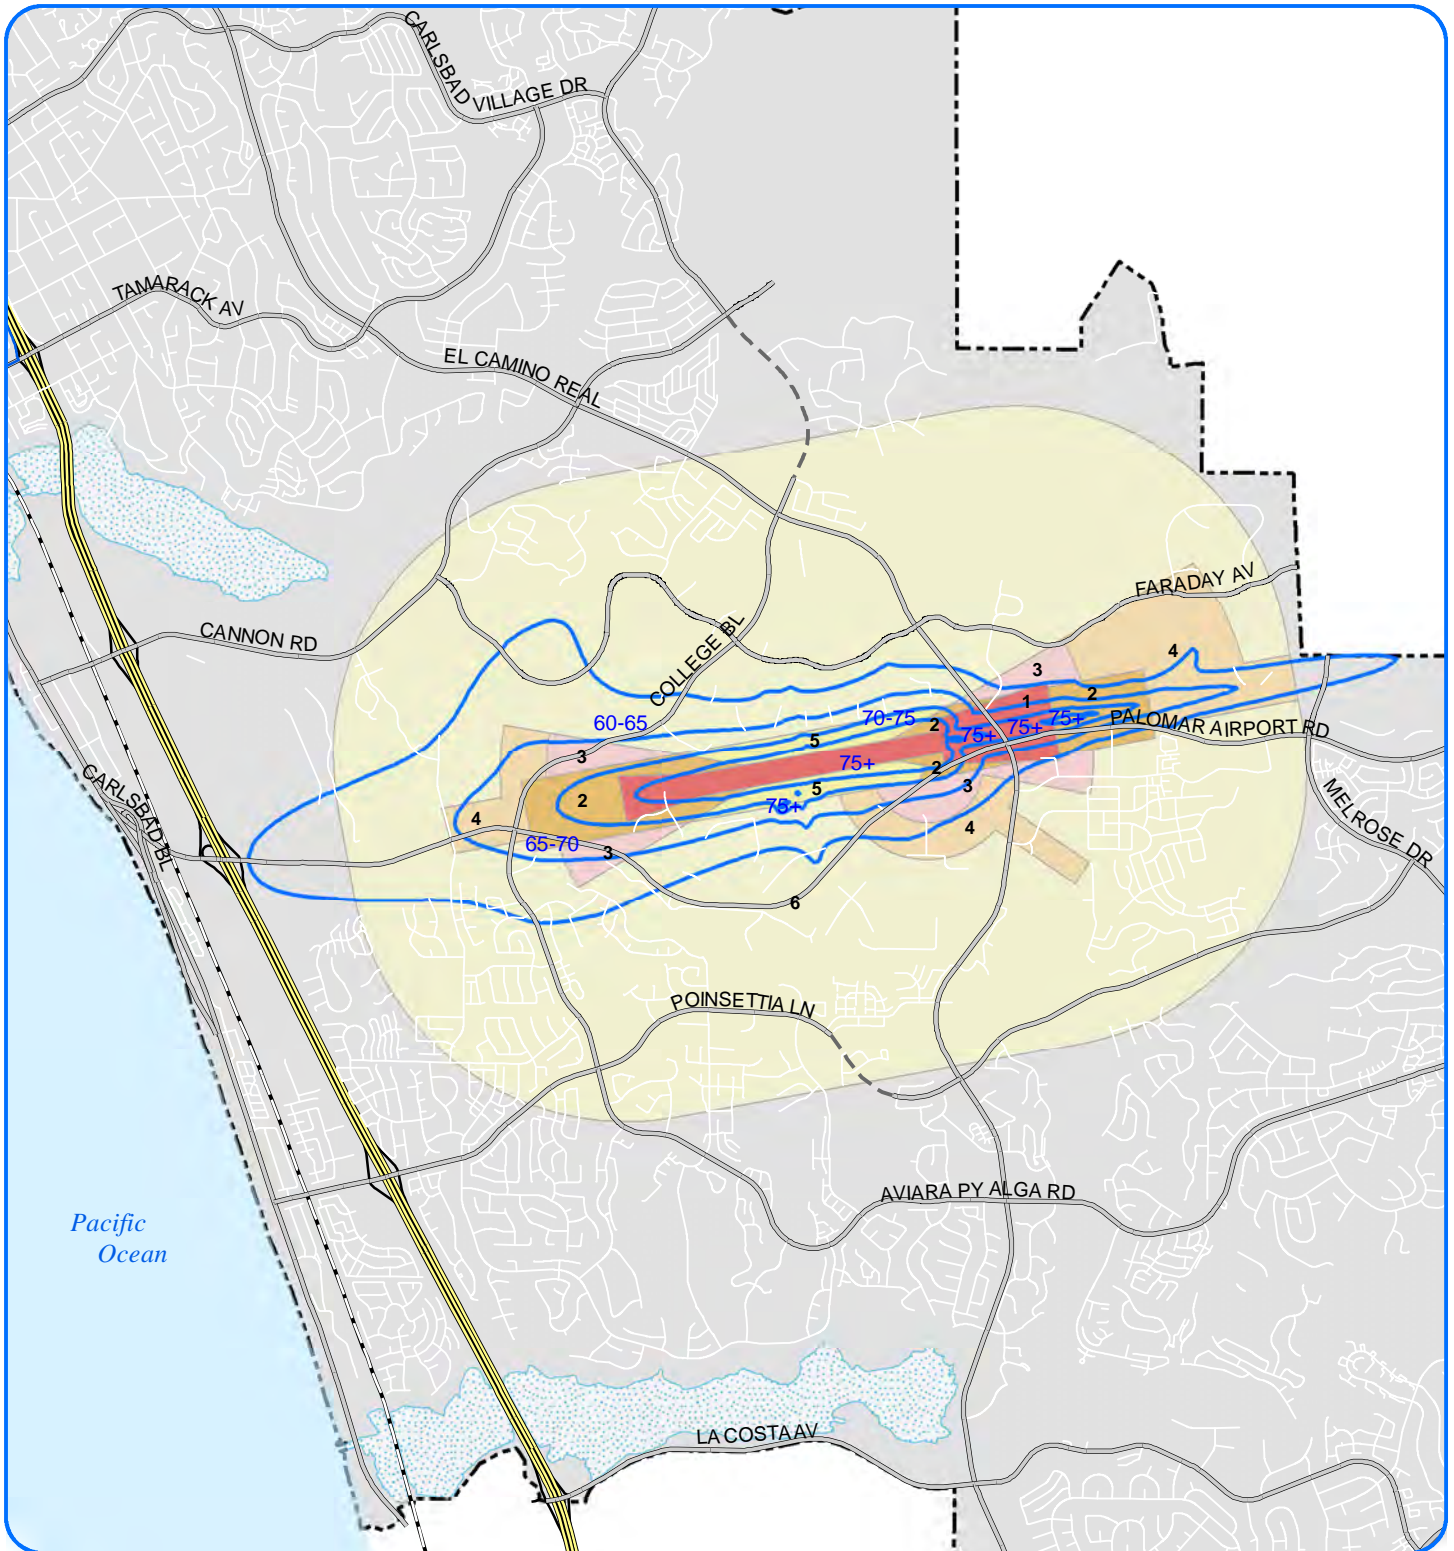 CARLSBAD
VILLAGE DR
TAMARACK AV
EL CAMINO REAL
FARADAY AV
CANNON RD
COLLEGE BL
3
4
1
2
60-65
70-75
2
75+
75+
75+
PALOMAR AIRPORT RD
5
3
75+
2
CARLSBAD BL
2
5
3
75+
MELROSE DR
4
4
65-70
3
6
POINSETTIA LN
AVIARA PY
ALGA RD
Pacific
Ocean
LA COSTA AV